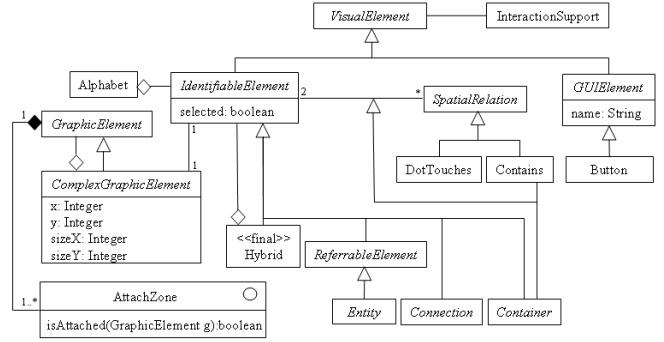 VisualElement
InteractionSupport
Alphabet
IdentifiableElement
selected: boolean
2
*
SpatialRelation
GUIElement
name: String
1
GraphicElement
1
1
DotTouches
Contains
Button
ComplexGraphicElement
x: Integer
y: Integer
sizeX: Integer
sizeY: Integer
<<final>>
Hybrid
ReferrableElement
1..*
AttachZone
isAttached(GraphicElement g):boolean
Entity
Connection
Container